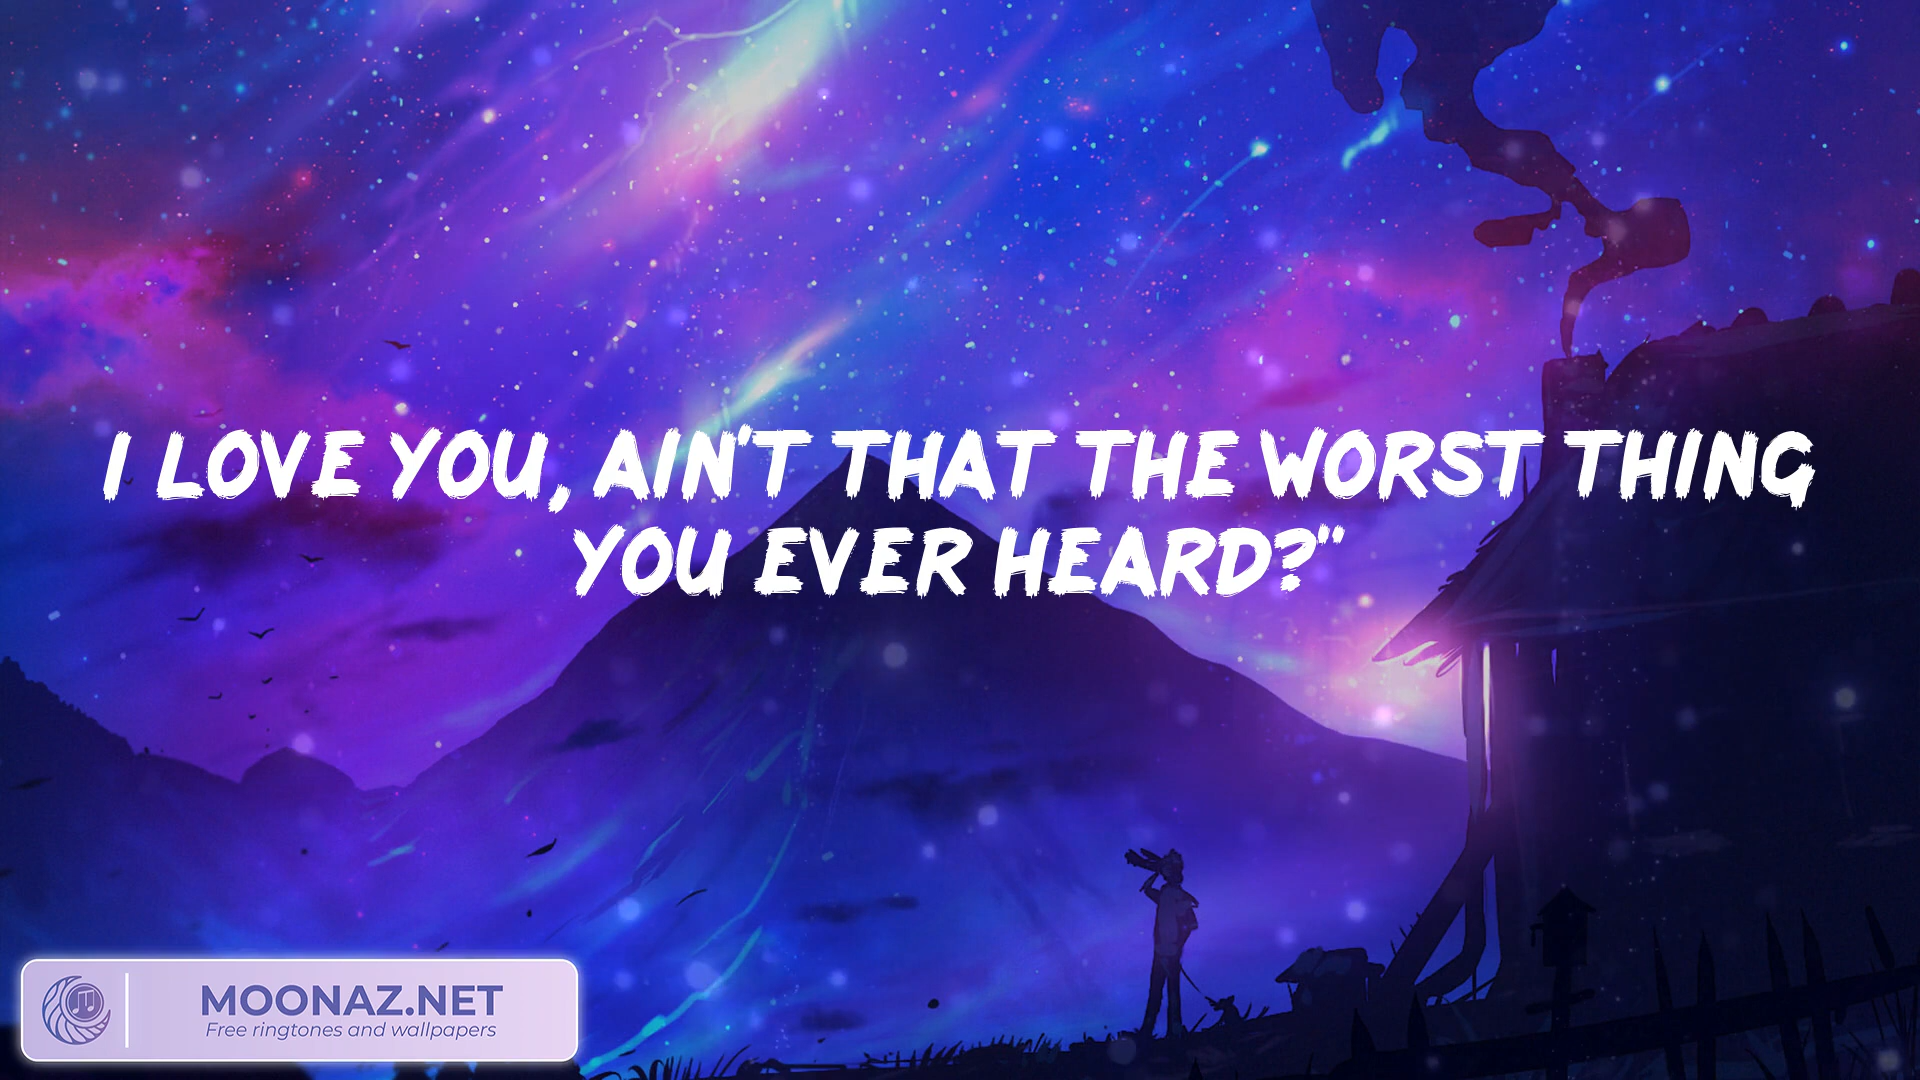 I LOVE YOU, AIN'T THAT THE WORST THING
YOU EVER HEARD?"
MOONAZ.NET
Free ringtones and wallpapers